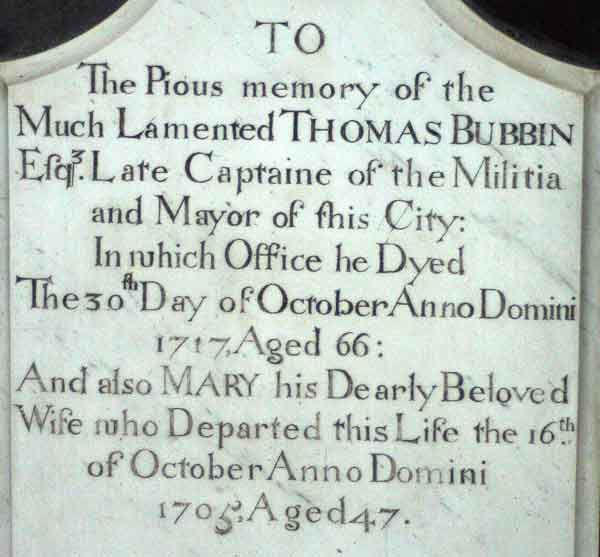 TO
The Pious memory of the
Much Lamented THOMAS BUBBIN
Esqr. Late Captaine of the Militia
and Mayor of this City:
In which Office he Dyed
The 30th Day of October Anno Domini
1717, Aged 66:
And also MARY his Dearly Beloved
Wife who Departed this Life the 16th.
of October Anno Domini
1705, Aged 47.